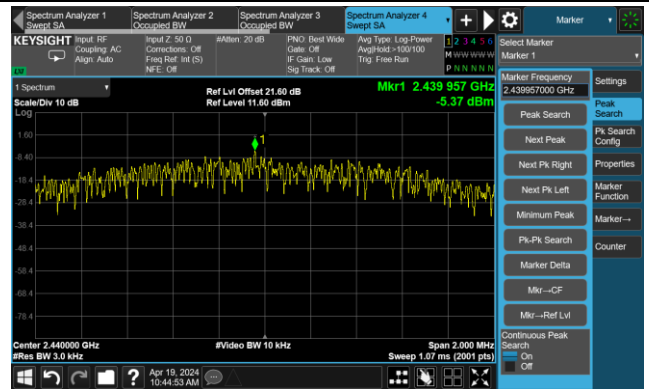 Spectrum Analyzer 1
Swept SA
Spectrum Analyzer 2
Occupied BW
Spectrum Analyzer 3
Occupied BW
Spectrum Analyzer 4
Swept SA
Marker
KEYSIGHT
Input: RF
Coupling: AC
Align: Auto
Input Z: 50 Ω
Corrections: Off
Freq Ref: Int (S)
NFE: Off
#Atten: 20 dB
PNO: Best Wide
Gate: Off
IF Gain: Low
Sig Track: Off
Avg Type: Log-Power
Avg|Hold:>100/100
Trig: Free Run
1 2 3 4 5 6
M W W W W W
P N N N N N
Select Marker
Marker 1
1 Spectrum
Scale/Div 10 dB
Log
Ref Lvl Offset 21.60 dB
Ref Level 11.60 dBm
Mkr1 2.439 957 GHz
-5.37 dBm
1
1.60
-8.40
-18.4
-28.4
-38.4
-48.4
-58.4
-68.4
-78.4
Center 2.440000 GHz
#Res BW 3.0 kHz
#Video BW 10 kHz
Span 2.000 MHz
Sweep 1.07 ms (2001 pts)
Marker Frequency
2.439957000 GHz
Peak Search
Next Peak
Next Pk Right
Next Pk Left
Minimum Peak
Pk-Pk Search
Marker Delta
Mkr→CF
Mkr→Ref Lvl
Continuous Peak
Search
On
Off
Settings
Peak
Search
Pk Search
Config
Properties
Marker
Function
Marker→
Counter
Apr 19, 2024
10:44:53 AM